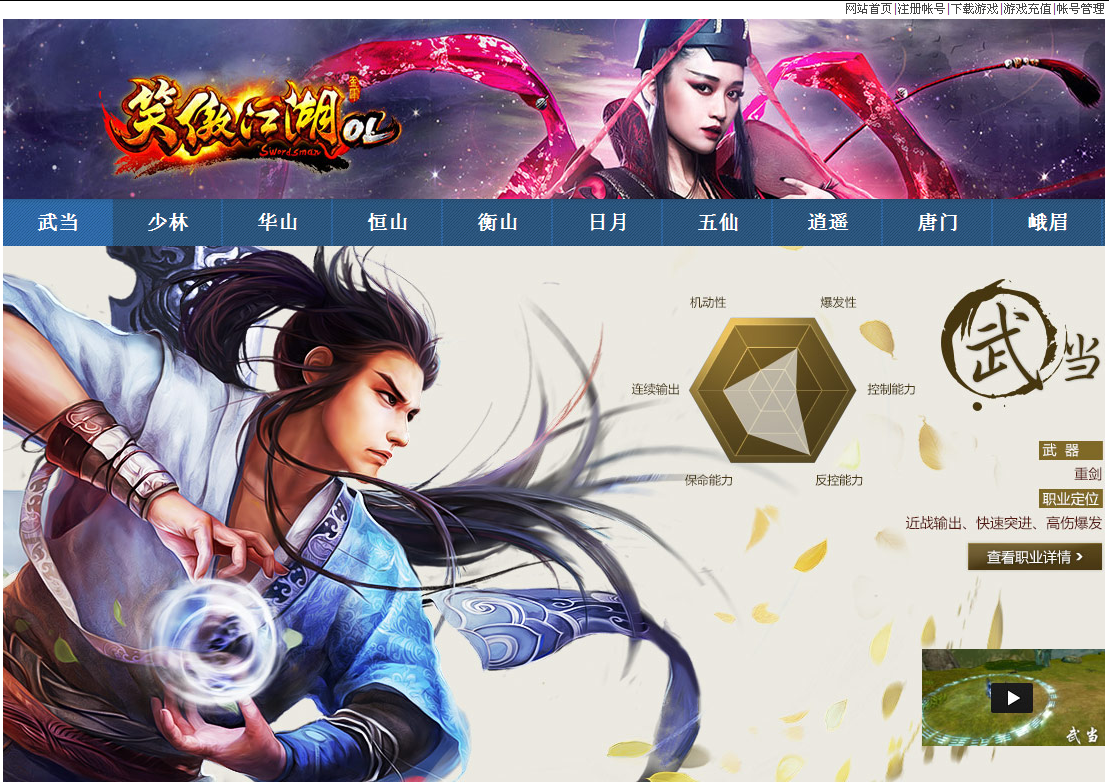 网站首页|注册帐号|下载游戏|游戏充值|帐号管理
笑傲江湖OL
Swordsman
武当 少林 华山 恒山 衡山 日月 五仙 逍遥 唐门 峨眉
机动性 爆发性
连续输出 控制能力
保命能力 反控能力
武当
武 器
重剑
职业定位
近战输出、快速突进、高伤爆发
查看职业详情 >
武当